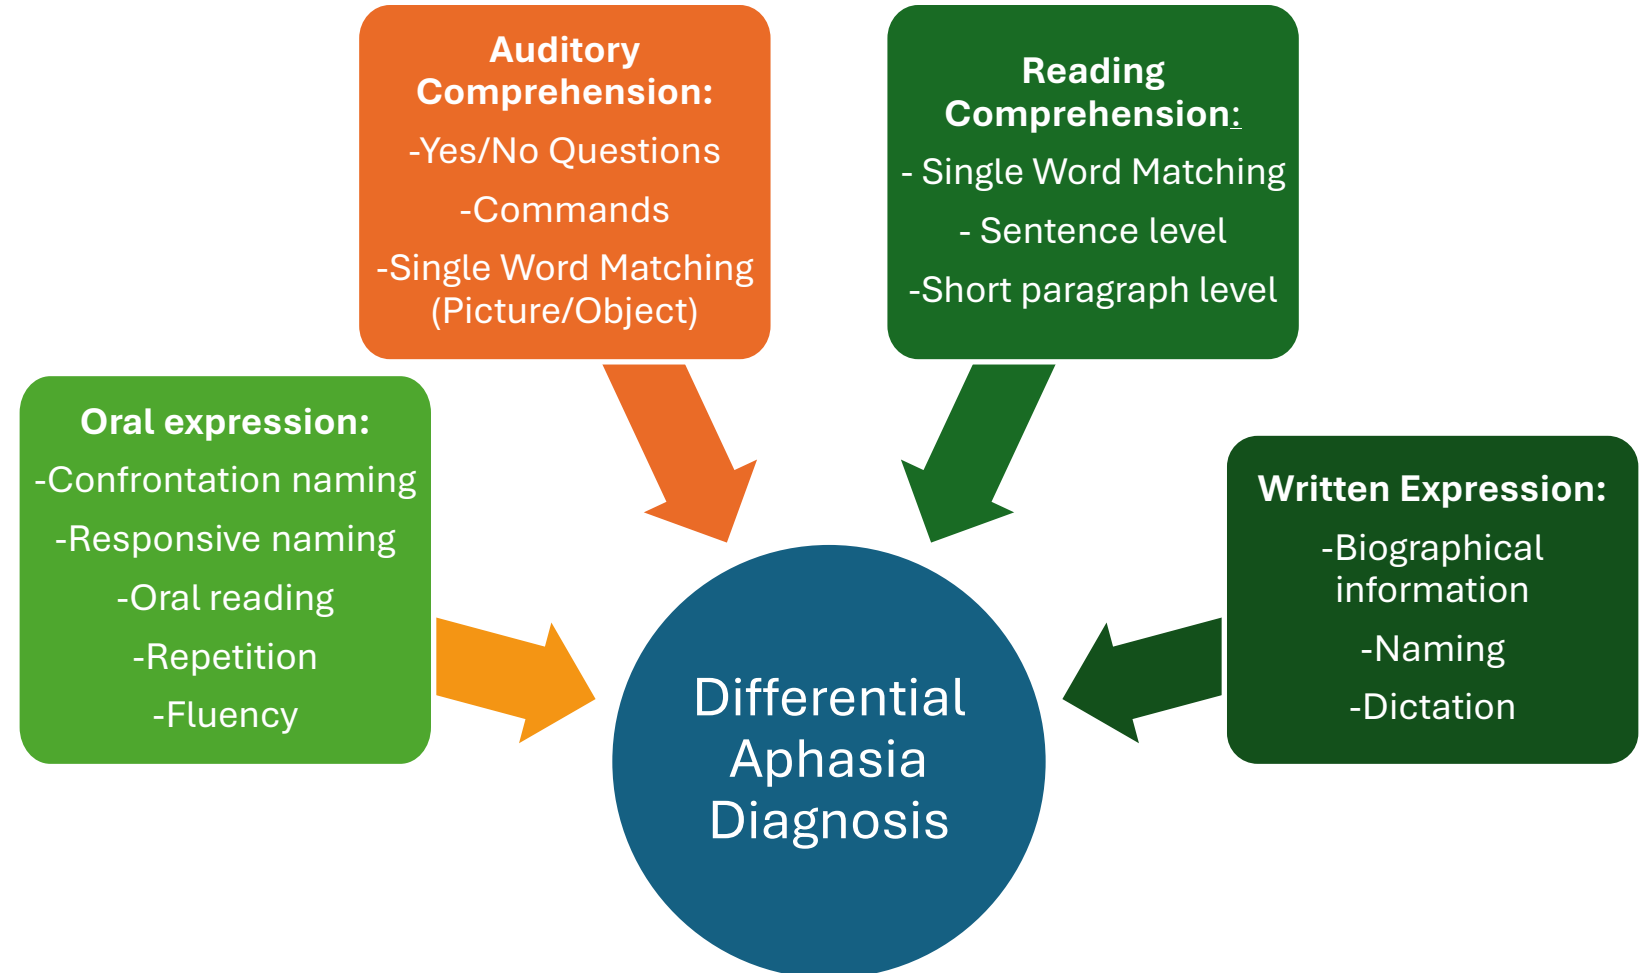 Auditory
Comprehension:
-Yes/No Questions
-Commands
-Single Word Matching
(Picture/Object)
Reading
Comprehension:
- Single Word Matching
- Sentence level
-Short paragraph level
Oral expression:
-Confrontation naming
-Responsive naming
-Oral reading
-Repetition
-Fluency
Written Expression:
-Biographical
information
-Naming
-Dictation
Differential
Aphasia
Diagnosis